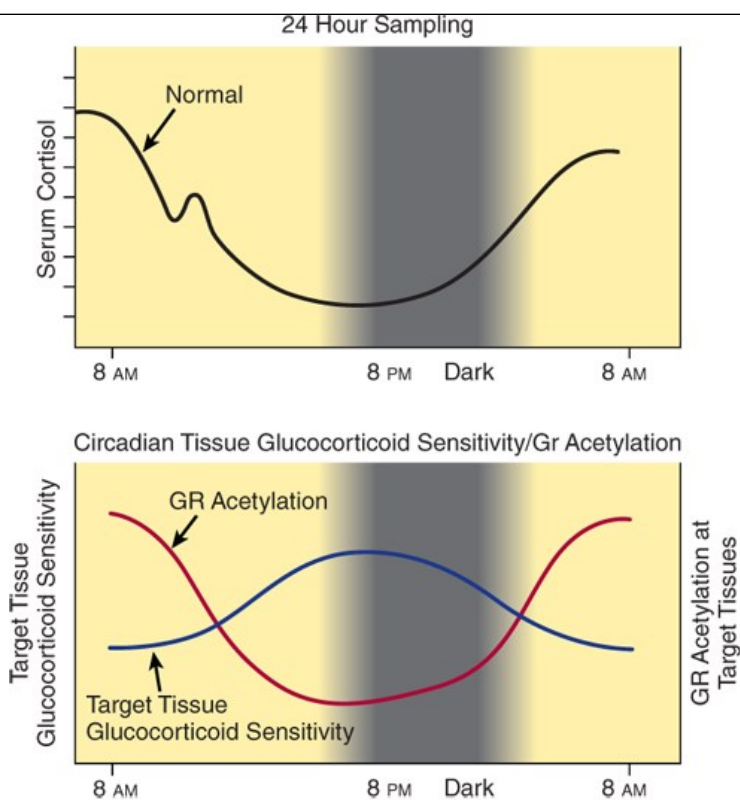 24 Hour Sampling
Normal
Serum Cortisol
8 AM
8 PM
Dark
8 AM
Circadian Tissue Glucocorticoid Sensitivity/Gr Acetylation
GR Acetylation
Target Tissue
Glucocorticoid Sensitivity
Target Tissue
Glucocorticoid Sensitivity
GR Acetylation at
Target Tissues
8 AM
8 PM
Dark
8 AM